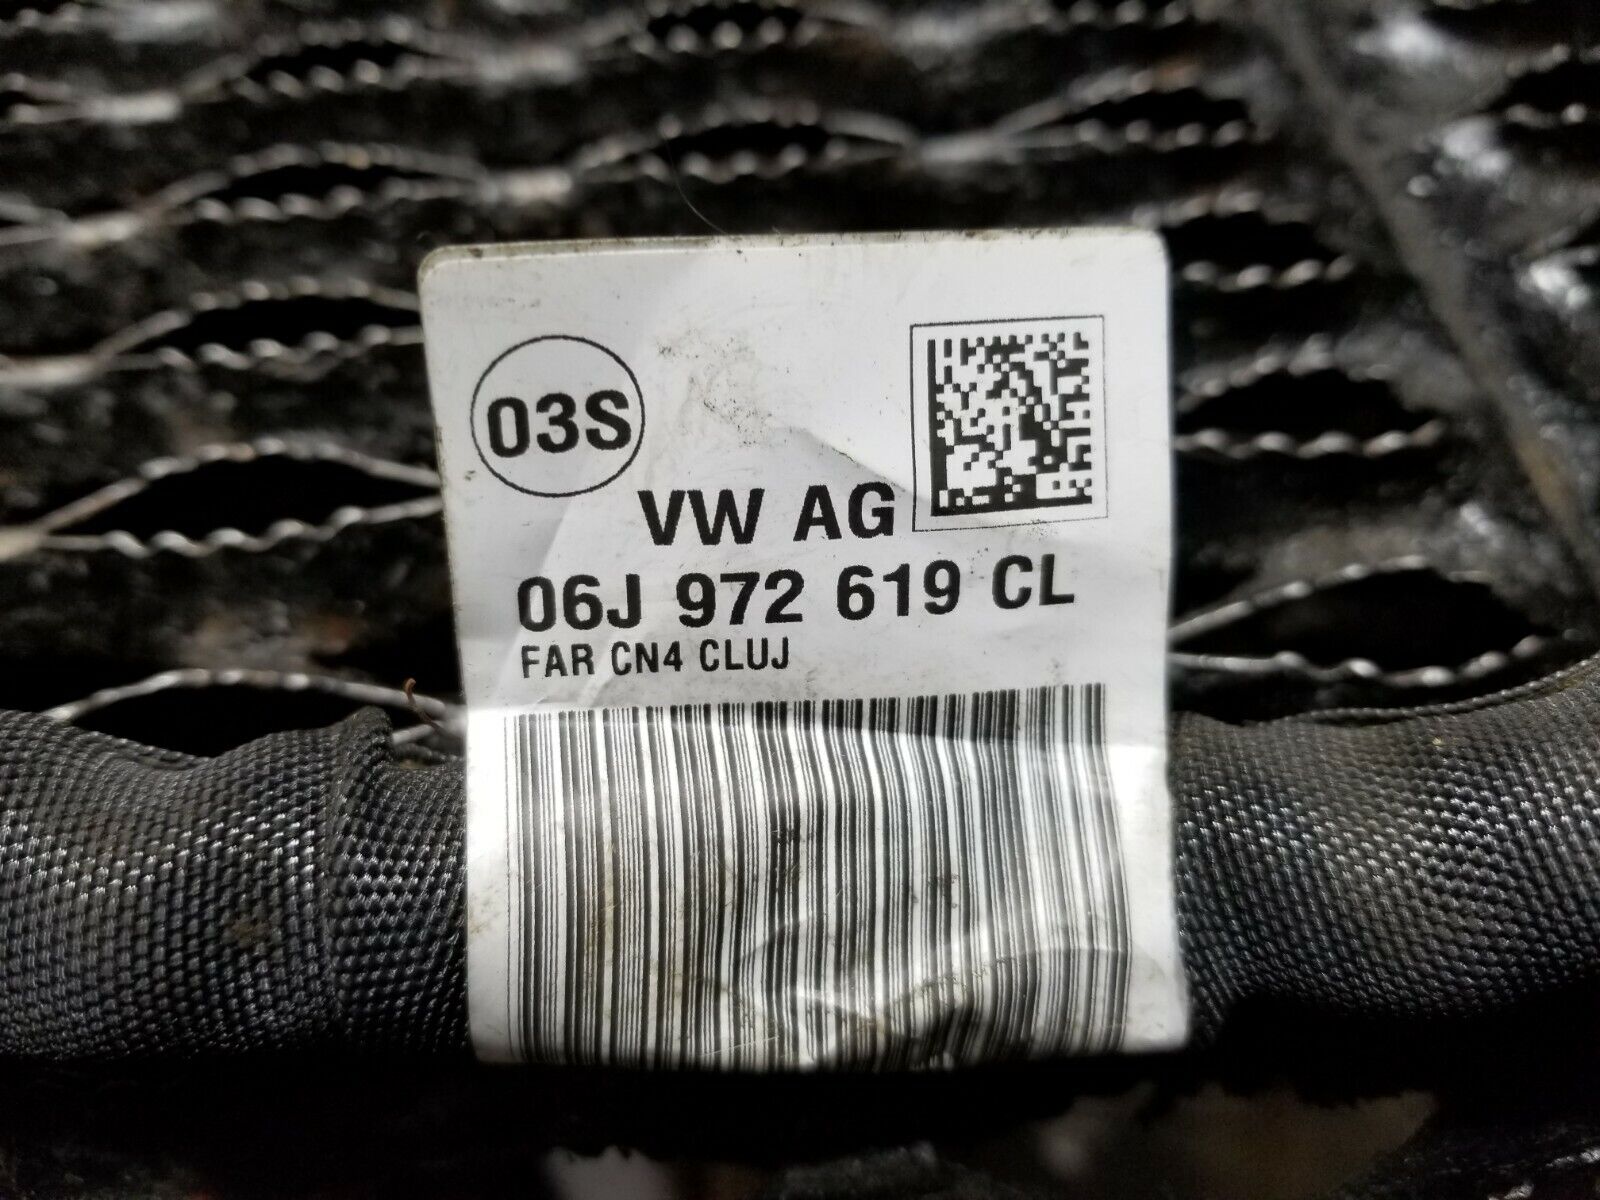 03S
VW AG
06J 972 619 CL
FAR CN4 CLUJ